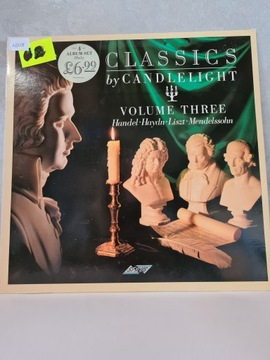 4
ALBUM SET
Only
£6.99
CLASSICS
by CANDLELIGHT
VOLUME THREE
Handel·Haydn·Liszt·Mendelssohn